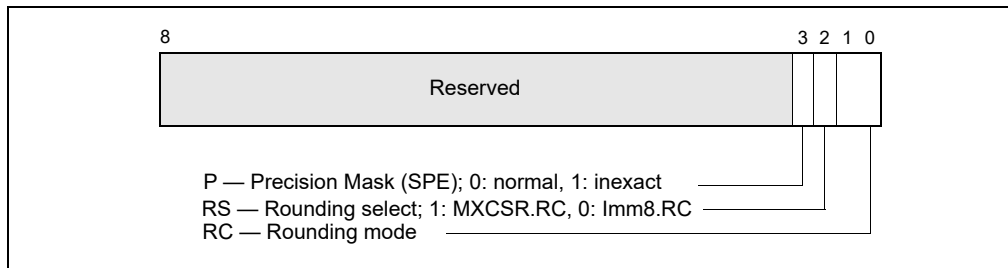 8 3 2 1 0
Reserved
P — Precision Mask (SPE); 0: normal, 1: inexact
RS — Rounding select; 1: MXCSR.RC, 0: Imm8.RC
RC — Rounding mode